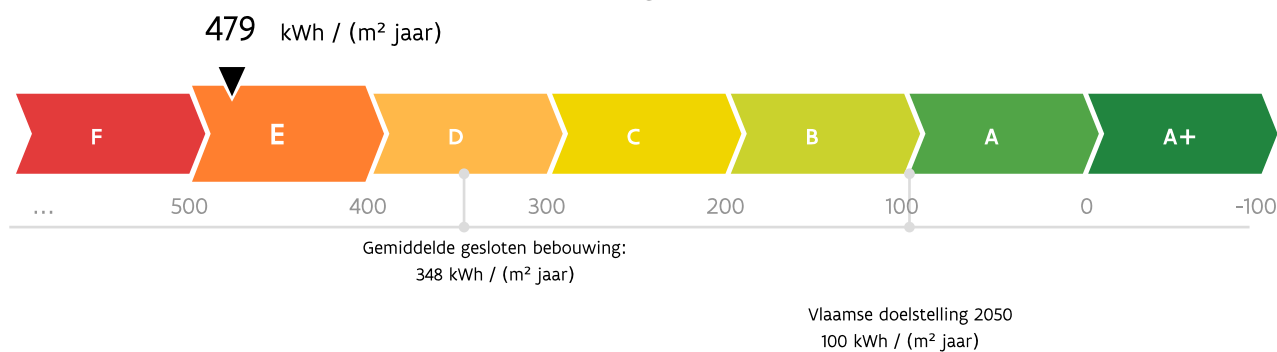 479 kWh / (m² jaar)
F E D C B A A+
... 500 400 300 200 100 0 -100
Gemiddelde gesloten bebouwing:
348 kWh / (m² jaar)
Vlaamse doelstelling 2050
100 kWh / (m² jaar)